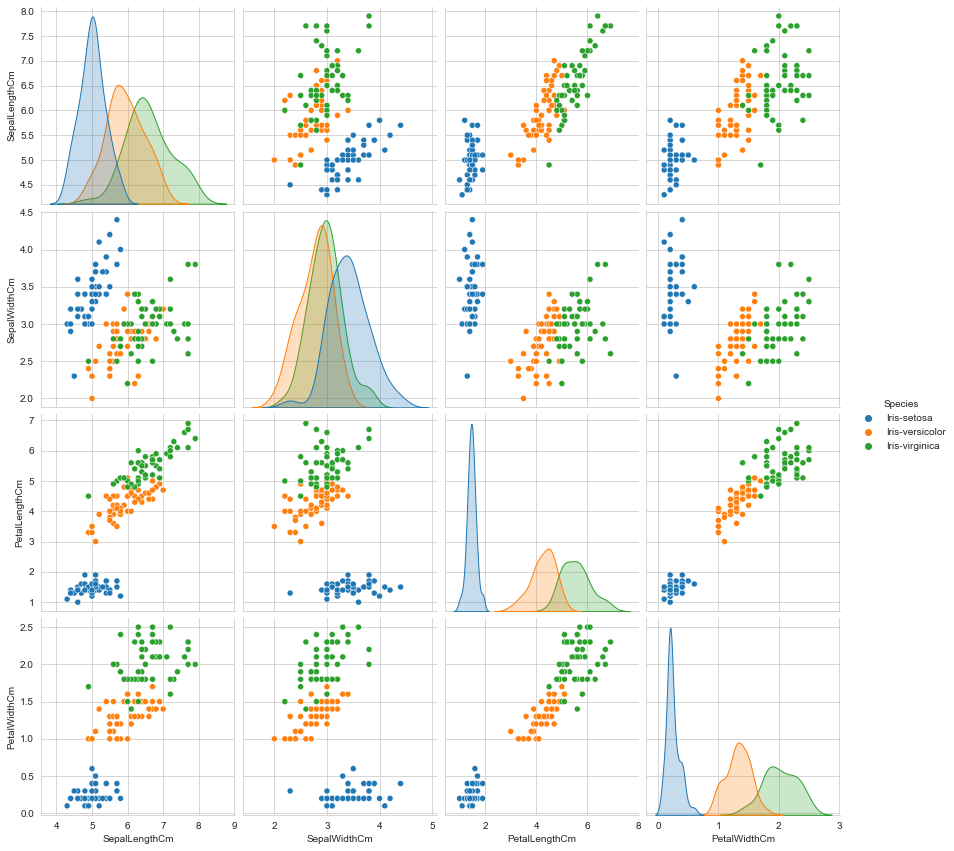 SepalLengthCm
8.0
7.5
7.0
6.5
6.0
5.5
5.0
4.5
SepalWidthCm
4.5
4.0
3.5
3.0
2.5
2.0
PetalLengthCm
7
6
5
4
3
2
1
PetalWidthCm
2.5
2.0
1.5
1.0
0.5
0.0
4 5 6 7 8 9
SepalLengthCm
2 3 4 5
SepalWidthCm
2 4 6 8
PetalLengthCm
0 1 2 3
PetalWidthCm
Species
Iris-setosa
Iris-versicolor
Iris-virginica